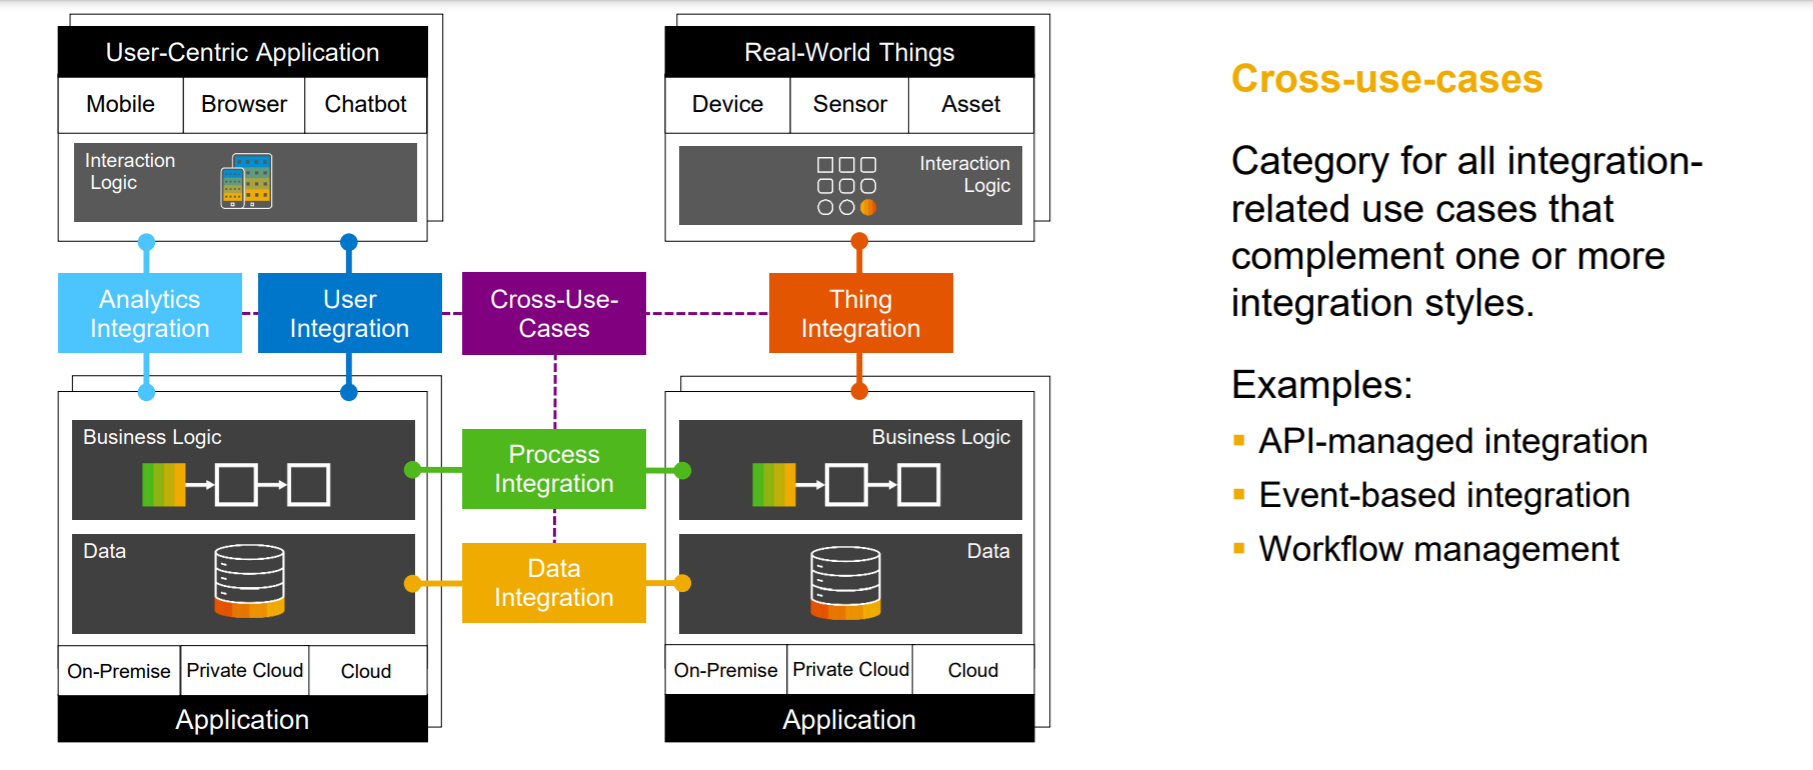 User-Centric Application
Mobile
Browser
Chatbot
Interaction
Logic
Real-World Things
Device
Sensor
Asset
Interaction
Logic
Analytics
Integration
User
Integration
Cross-Use-
Cases
Thing
Integration
Business Logic
Process
Integration
Business Logic
Data
Data
Integration
Data
On-Premise
Private Cloud
Cloud
Application
On-Premise
Private Cloud
Cloud
Application
Cross-use-cases
Category for all integration-
related use cases that
complement one or more
integration styles.
Examples:
API-managed integration
Event-based integration
Workflow management